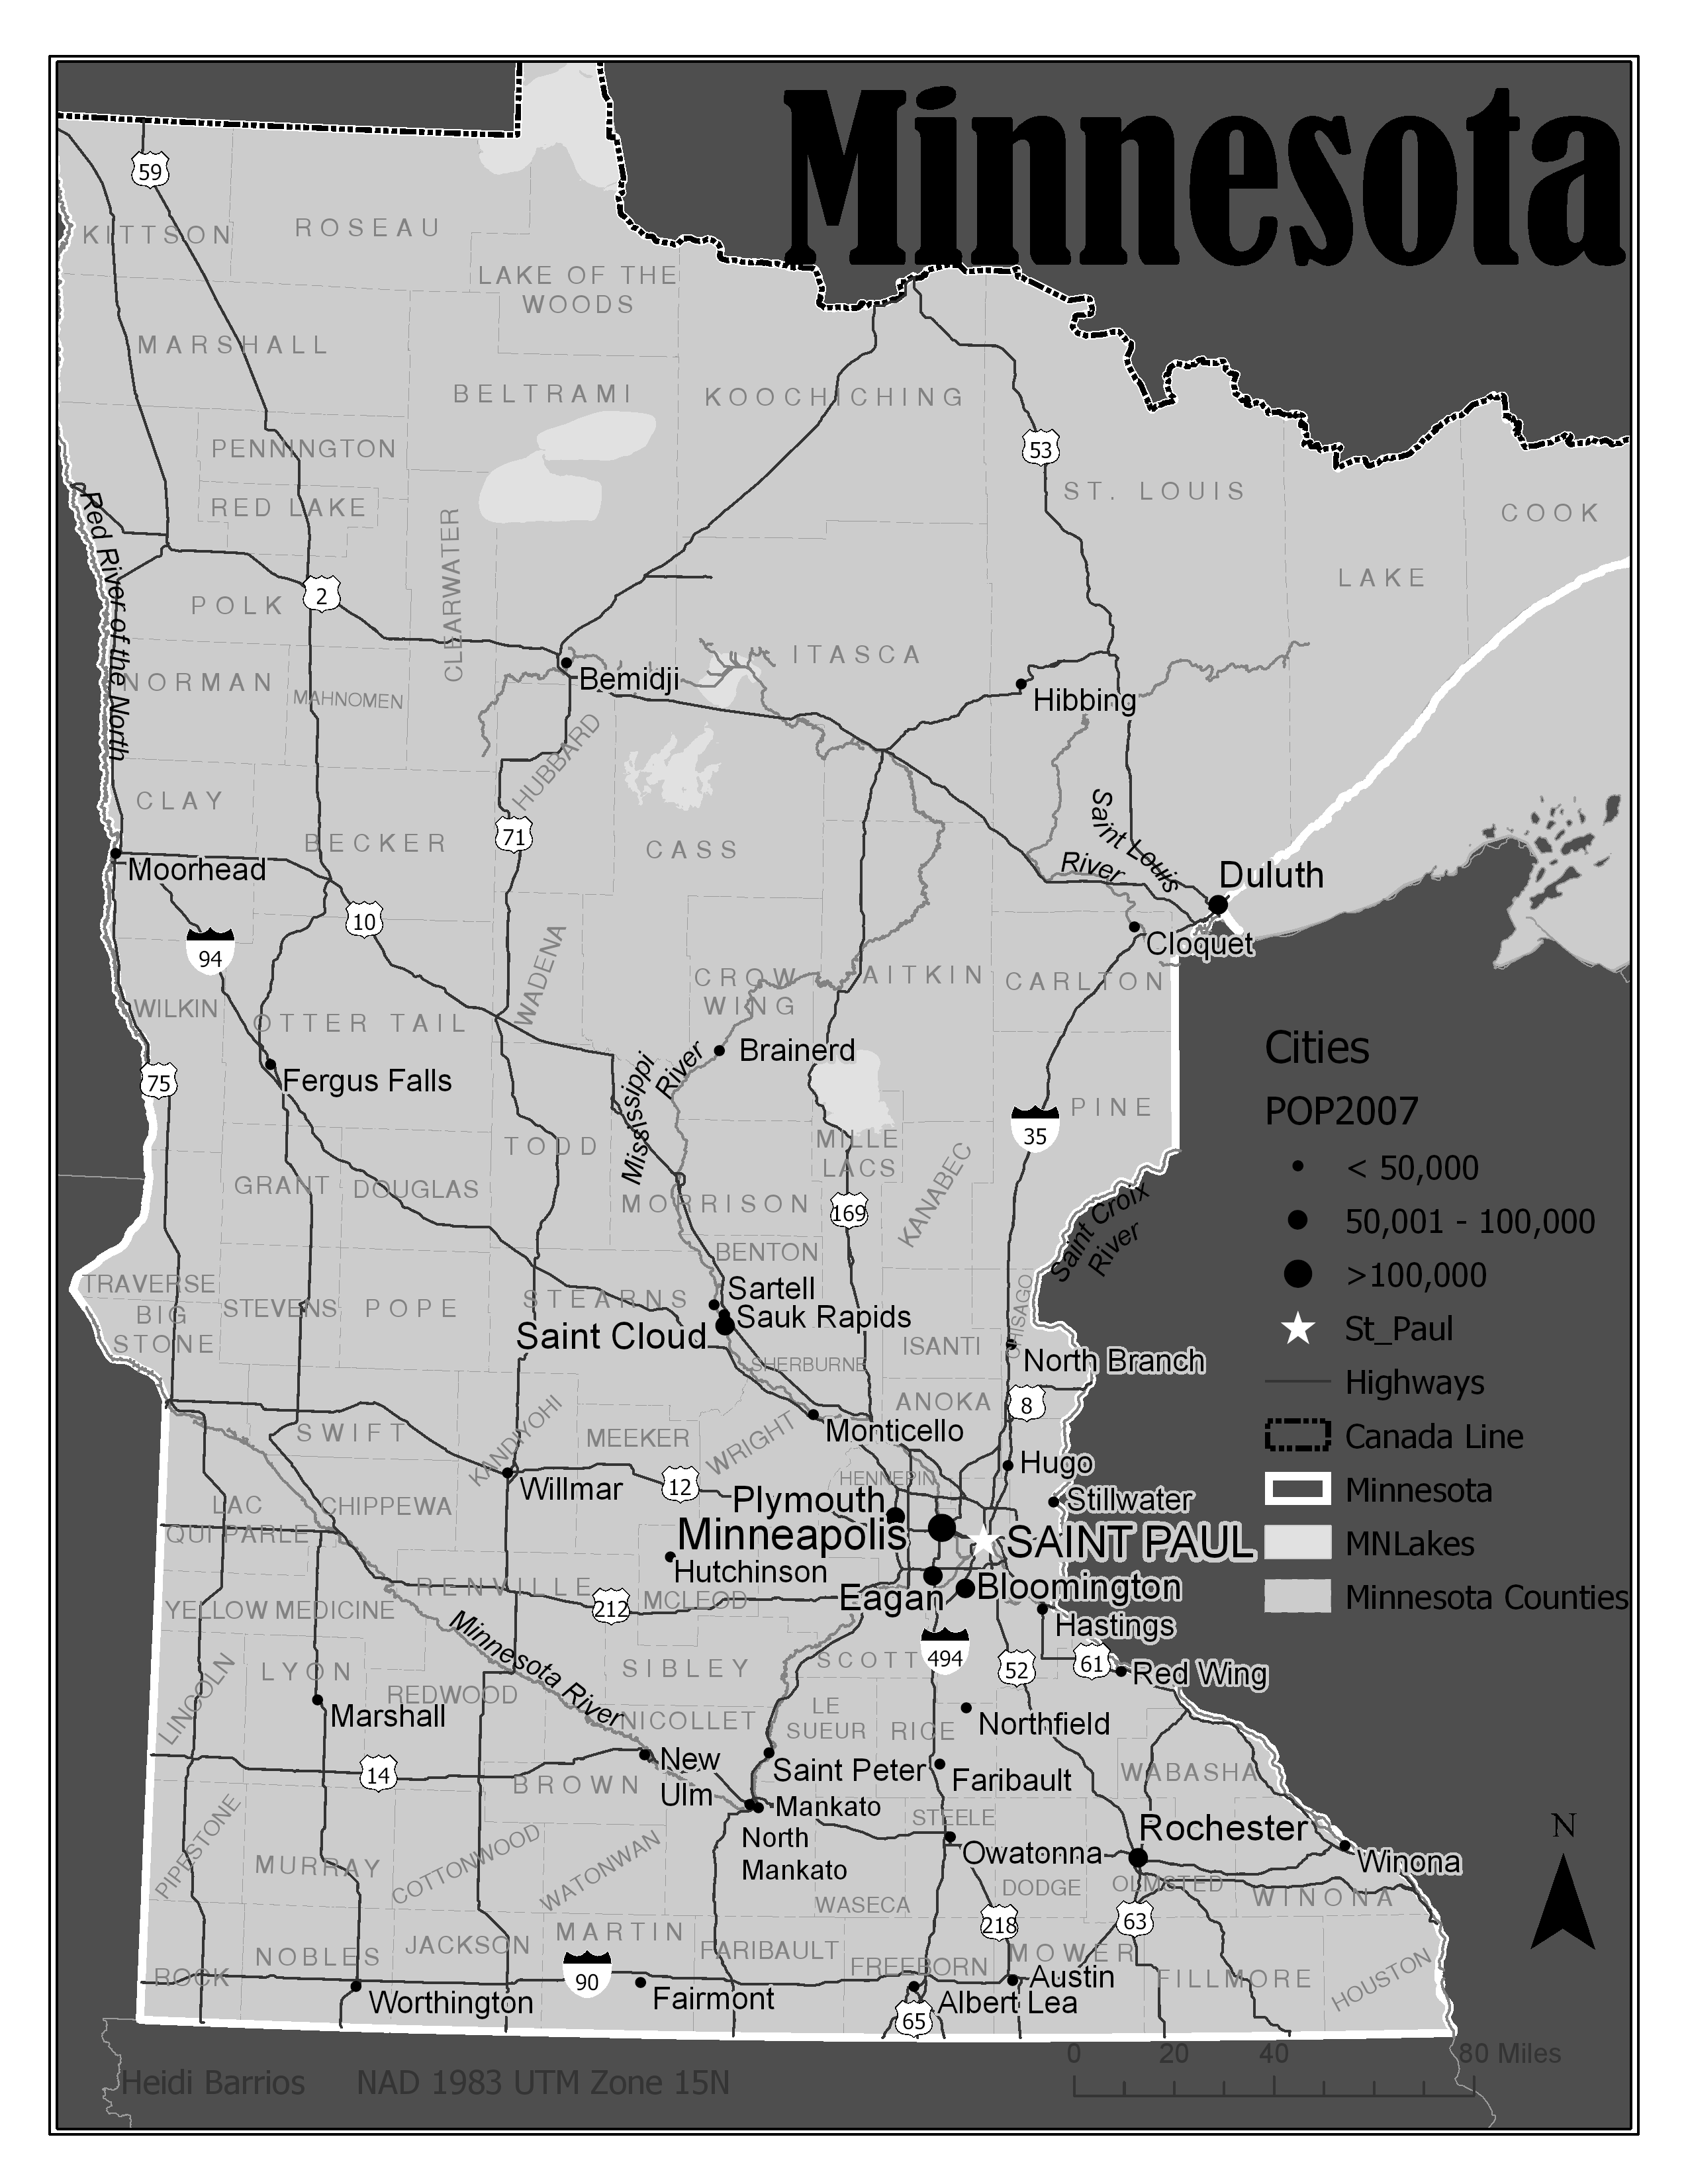 Minnesota
59
KITTSON
ROSEAU
LAKE OF THE
WOODS
MARSHALL
BELTRAMI
KOOCHICHING
PENNINGTON
53
RED LAKE
ST. LOUIS
COOK
CLEARWATER
LAKE
Red River of the North
POLK
2
ITASCA
NORMAN
MAHNOMEN
Bemidji
Hibbing
HUBBARD
CLAY
BECKER
71
CASS
Saint Louis
River
Moorhead
Duluth
10
94
Cloquet
WADENA
CROW
WING
AITKIN
CARLTON
WILKIN
OTTER TAIL
Brainerd
Mississippi
River
75
Fergus Falls
PINE
35
TODD
MILLE
LACS
KANABEC
GRANT
DOUGLAS
MORRISON
169
Saint Croix
River
BENTON
TRAVERSE
BIG
STONE
STEVENS
POPE
STEARNS
Sartell
Sauk Rapids
Saint Cloud
CHISAGO
ISANTI
SHERBURNE
North Branch
ANOKA
8
SWIFT
KANDIYOHI
MEEKER
WRIGHT
Monticello
HENNEPIN
Hugo
Willmar
12
LAC
QUI PARLE
CHIPPEWA
Plymouth
Stillwater
Minneapolis
SAINT PAUL
Hutchinson
RENVILLE
MCLEOD
Eagan
Bloomington
212
YELLOW MEDICINE
Hastings
Minnesota River
494
SCOTT
52
61
Red Wing
LINCOLN
LYON
SIBLEY
REDWOOD
Marshall
NICOLLET
LE
SUEUR
RICE
Northfield
14
New
Ulm
Saint Peter
Faribault
WABASHA
BROWN
Mankato
North
Mankato
STEELE
Rochester
Owatonna
Winona
PIPESTONE
MURRAY
COTTONWOOD
WATONWAN
WASECA
DODGE
OLMSTED
WINONA
218
63
NOBLES
JACKSON
MARTIN
FARIBAULT
FREEBORN
MOWER
FILLMORE
HOUSTON
ROCK
90
Worthington
Fairmont
Albert Lea
Austin
65
Cities
POP2007
< 50,000
50,001 - 100,000
>100,000
St_Paul
Highways
Canada Line
Minnesota
MNLakes
Minnesota Counties
N
0 20 40 80 Miles
Heidi Barrios NAD 1983 UTM Zone 15N